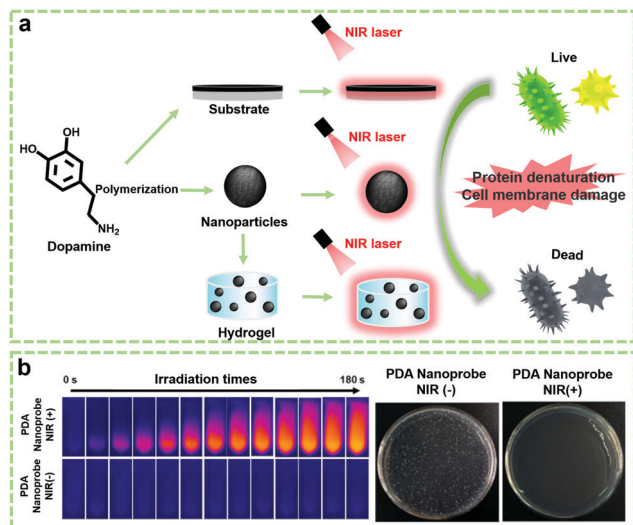 a
NIR laser
Live
Substrate
HO
OH
NIR laser
Polymerization
NH₂
Dopamine
Nanoparticles
Protein denaturation
Cell membrane damage
NIR laser
Dead
Hydrogel
b
0 s
Irradiation times
180 s
PDA
Nanoprobe
NIR (+)
PDA
Nanoprobe
NIR(-)
PDA Nanoprobe
NIR (-)
PDA Nanoprobe
NIR(+)